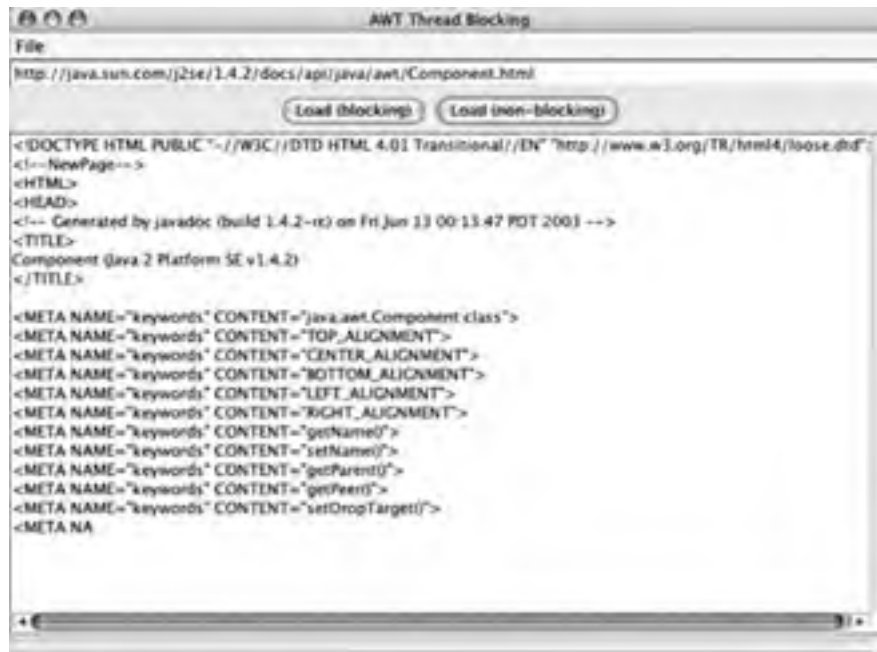 AWT Thread Blocking
File
http://java.sun.com/j2se/1.4.2/docs/api/java/awt/Component.html
Load (blocking) Load (non-blocking)
<!DOCTYPE HTML PUBLIC "-//W3C//DTD HTML 4.01 Transitional//EN" "http://www.w3.org/TR/html4/loose.dtd">
<!--NewPage-->
<HTML>
<HEAD>
<!-- Generated by javadoc (build 1.4.2-rc) on Fri Jun 13 00:13:47 PDT 2003 -->
<TITLE>
Component (Java 2 Platform SE v1.4.2)
</TITLE>
<META NAME="keywords" CONTENT="java.awt.Component class">
<META NAME="keywords" CONTENT="TOP_ALIGNMENT">
<META NAME="keywords" CONTENT="CENTER_ALIGNMENT">
<META NAME="keywords" CONTENT="BOTTOM_ALIGNMENT">
<META NAME="keywords" CONTENT="LEFT_ALIGNMENT">
<META NAME="keywords" CONTENT="RIGHT_ALIGNMENT">
<META NAME="keywords" CONTENT="getName()">
<META NAME="keywords" CONTENT="setName()">
<META NAME="keywords" CONTENT="getParent()">
<META NAME="keywords" CONTENT="getPeer()">
<META NAME="keywords" CONTENT="setDropTarget()">
<META NA